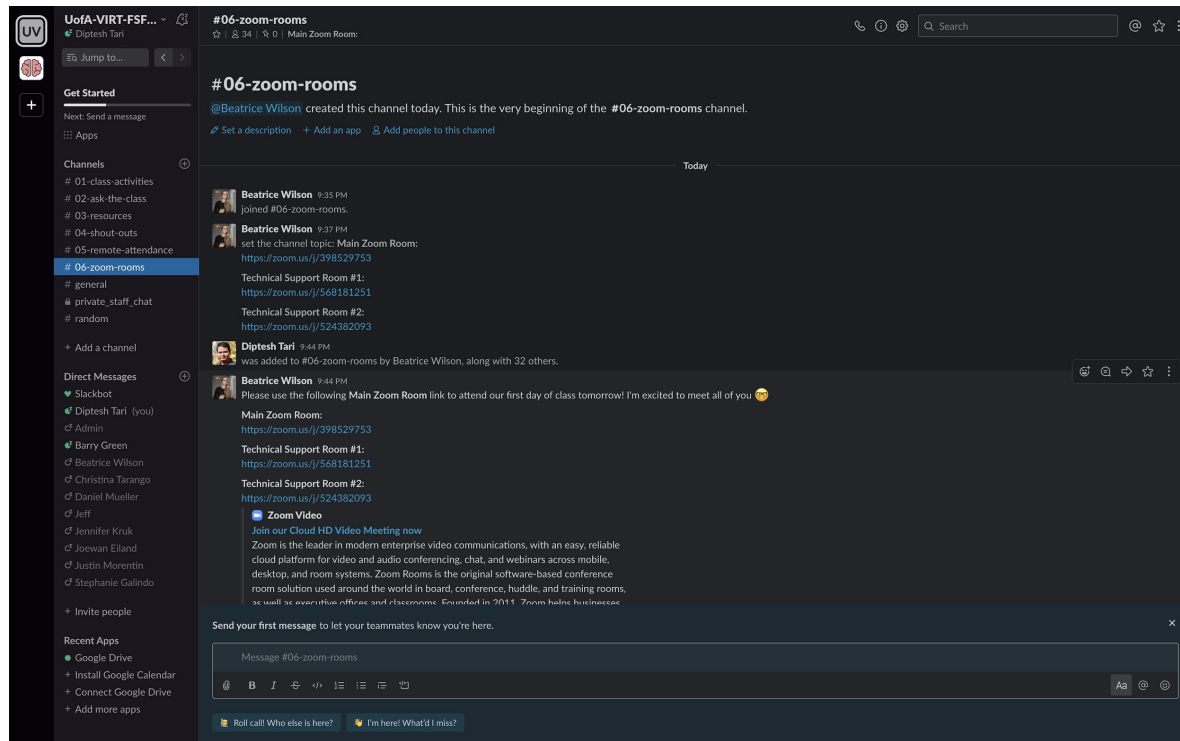 UV
UofA-VIRT-FSF...
Diptesh Tari
Jump to...
Get Started
Next: Send a message
Apps
Channels
# 01-class-activities
# 02-ask-the-class
# 03-resources
# 04-shout-outs
# 05-remote-attendance
# 06-zoom-rooms
# general
private_staff_chat
# random
+ Add a channel
Direct Messages
Slackbot
Diptesh Tari (you)
Admin
Barry Green
Beatrice Wilson
Christina Tarango
Daniel Mueller
Jeff
Jennifer Kruk
Joewan Eiland
Justin Morentin
Stephanie Galindo
+ Invite people
Recent Apps
Google Drive
+ Install Google Calendar
+ Connect Google Drive
+ Add more apps
#06-zoom-rooms
34 | 0 | Main Zoom Room:
Search
#06-zoom-rooms
@Beatrice Wilson created this channel today. This is the very beginning of the #06-zoom-rooms channel.
Set a description + Add an app Add people to this channel
Today
Beatrice Wilson 9:35 PM
joined #06-zoom-rooms.
Beatrice Wilson 9:37 PM
set the channel topic: Main Zoom Room:
https://zoom.us/j/398529753
Technical Support Room #1:
https://zoom.us/j/568181251
Technical Support Room #2:
https://zoom.us/j/524382093
Diptesh Tari 9:44 PM
was added to #06-zoom-rooms by Beatrice Wilson, along with 32 others.
Beatrice Wilson 9:44 PM
Please use the following Main Zoom Room link to attend our first day of class tomorrow! I'm excited to meet all of you 🤓
Main Zoom Room:
https://zoom.us/j/398529753
Technical Support Room #1:
https://zoom.us/j/568181251
Technical Support Room #2:
https://zoom.us/j/524382093
Zoom Video
Join our Cloud HD Video Meeting now
Zoom is the leader in modern enterprise video communications, with an easy, reliable
cloud platform for video and audio conferencing, chat, and webinars across mobile,
desktop, and room systems. Zoom Rooms is the original software-based conference
room solution used around the world in board, conference, huddle, and training rooms,
as well as executive offices and classrooms. Founded in 2011, Zoom helps businesses
Send your first message to let your teammates know you're here.
Message #06-zoom-rooms
B I S </> Aa @
Roll call! Who else is here? I'm here! What'd I miss?